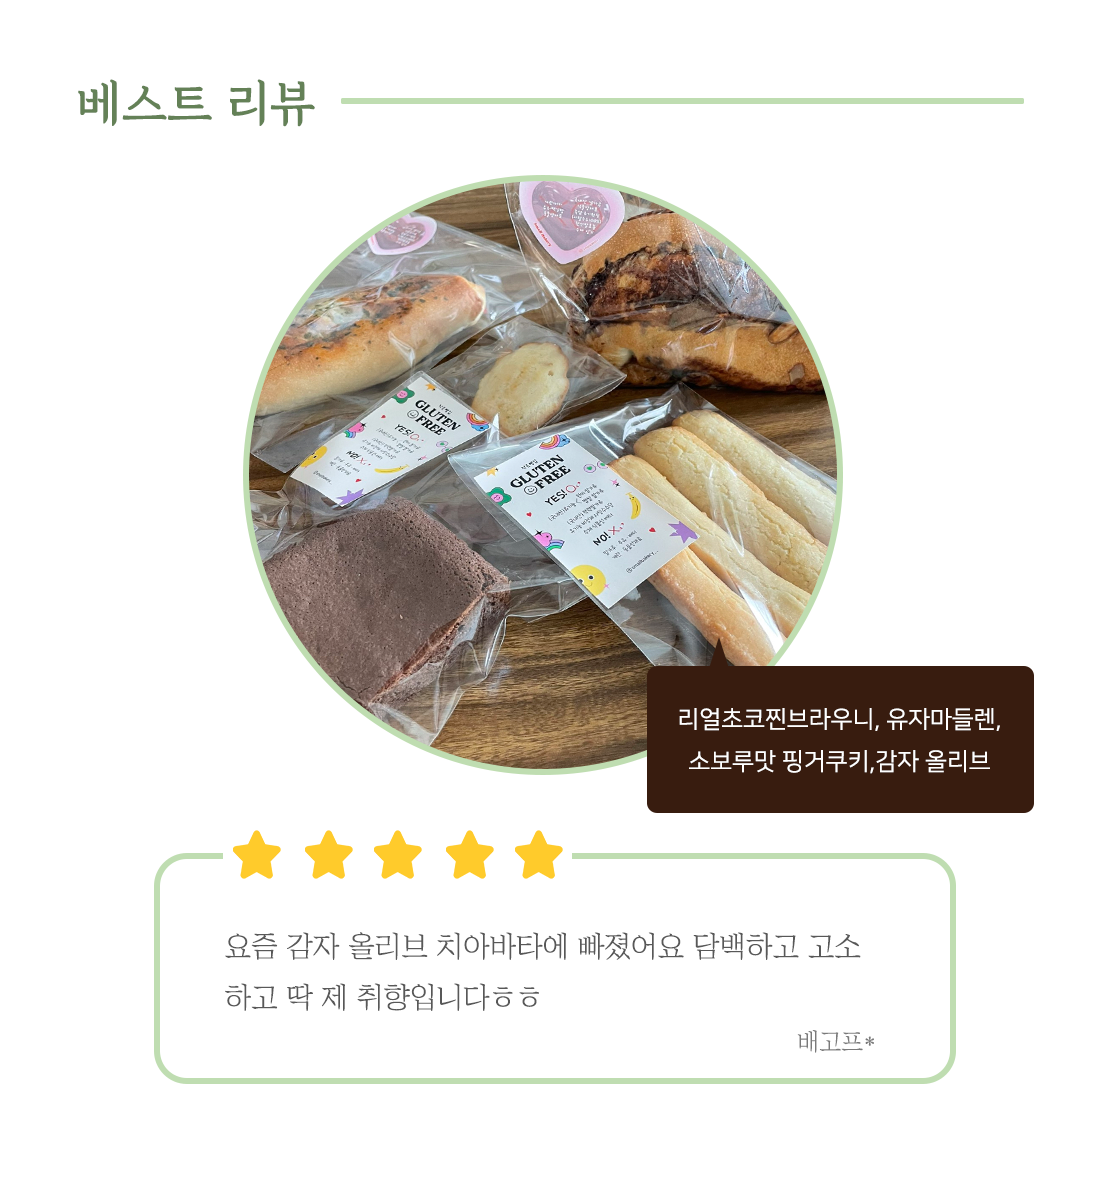 베스트 리뷰
GLUTEN
FREE
YES!
NO!
GLUTEN
FREE
YES!
NO!
리얼초코찐브라우니, 유자마들렌,
소보루맛 핑거쿠키,감자 올리브
요즘 감자 올리브 치아바타에 빠졌어요 담백하고 고소
하고 딱 제 취향입니다ㅎㅎ
배고프*